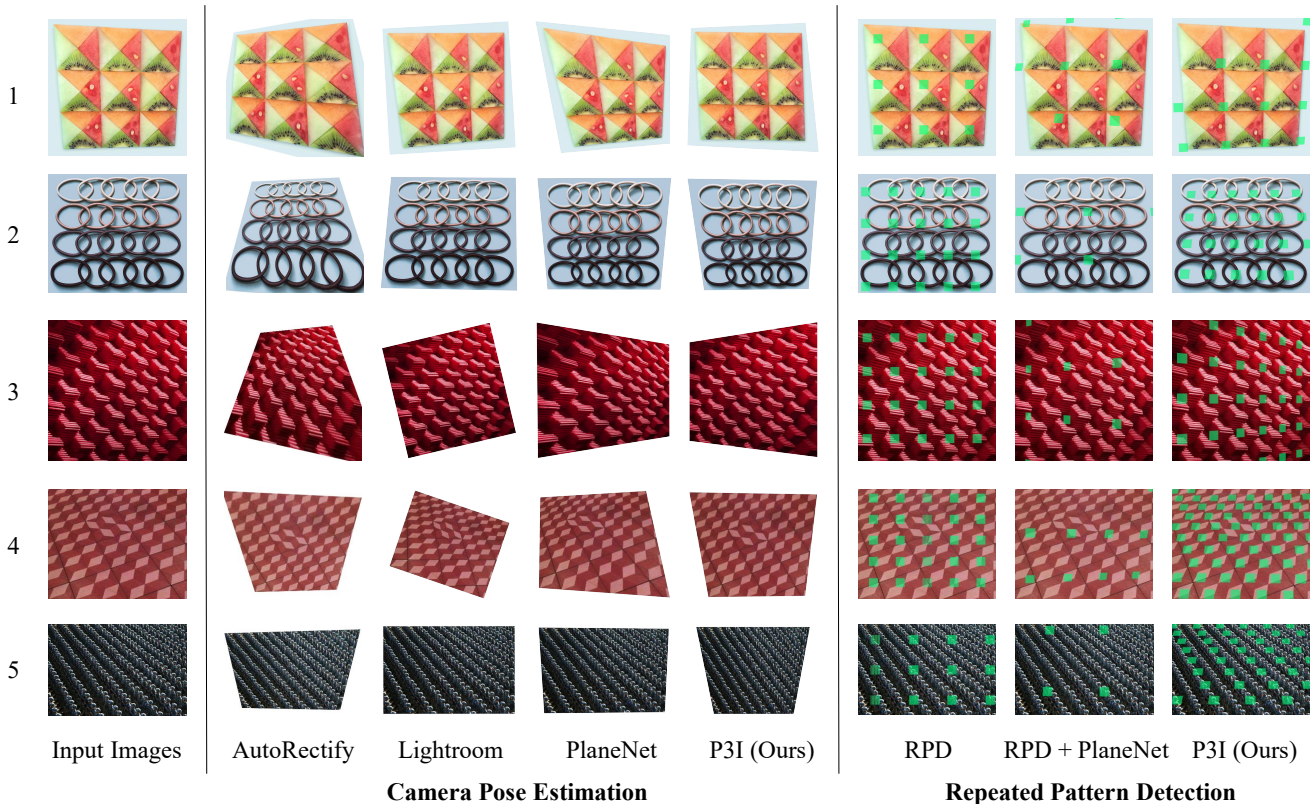 1
2
3
4
5
Input Images AutoRectify Lightroom PlaneNet P3I (Ours) RPD RPD + PlaneNet P3I (Ours)
Camera Pose Estimation Repeated Pattern Detection